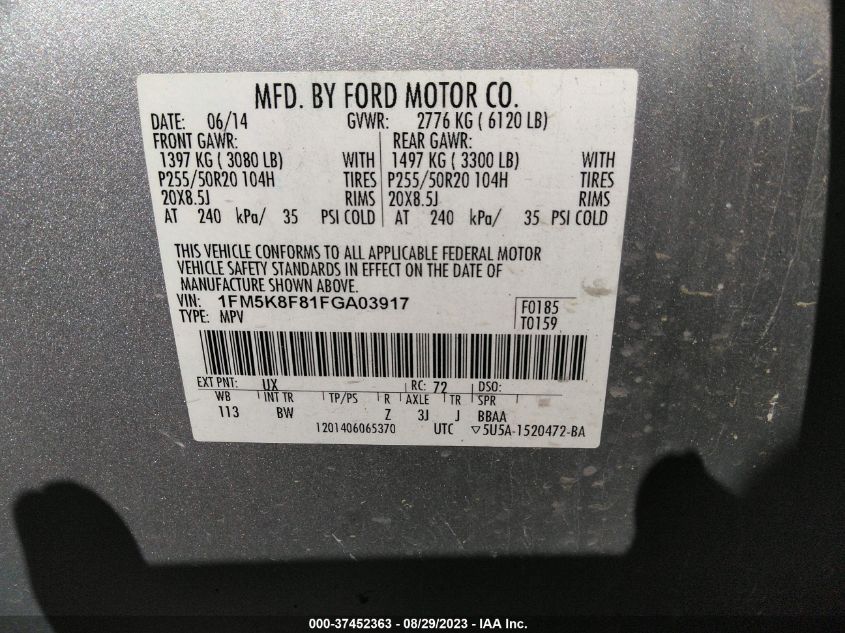 MFD. BY FORD MOTOR CO.
DATE: 06/14 GVWR: 2776 KG ( 6120 LB)
FRONT GAWR: REAR GAWR:
1397 KG ( 3080 LB) WITH 1497 KG ( 3300 LB) WITH
P255/50R20 104H TIRES P255/50R20 104H TIRES
20X8.5J RIMS 20X8.5J RIMS
AT 240 kPa/ 35 PSI COLD AT 240 kPa/ 35 PSI COLD
THIS VEHICLE CONFORMS TO ALL APPLICABLE FEDERAL MOTOR
VEHICLE SAFETY STANDARDS IN EFFECT ON THE DATE OF
MANUFACTURE SHOWN ABOVE.
VIN: 1FM5K8F81FGA03917 F0185
TYPE: MPV T0159
EXT PNT: UX RC: 72 DSO:
WB INT TR TP/PS R AXLE TR SPR
113 BW Z 3J J BBAA
1201406065370 UTC ▽5U5A-1520472-BA
000-37452363 - 08/29/2023 - IAA Inc.